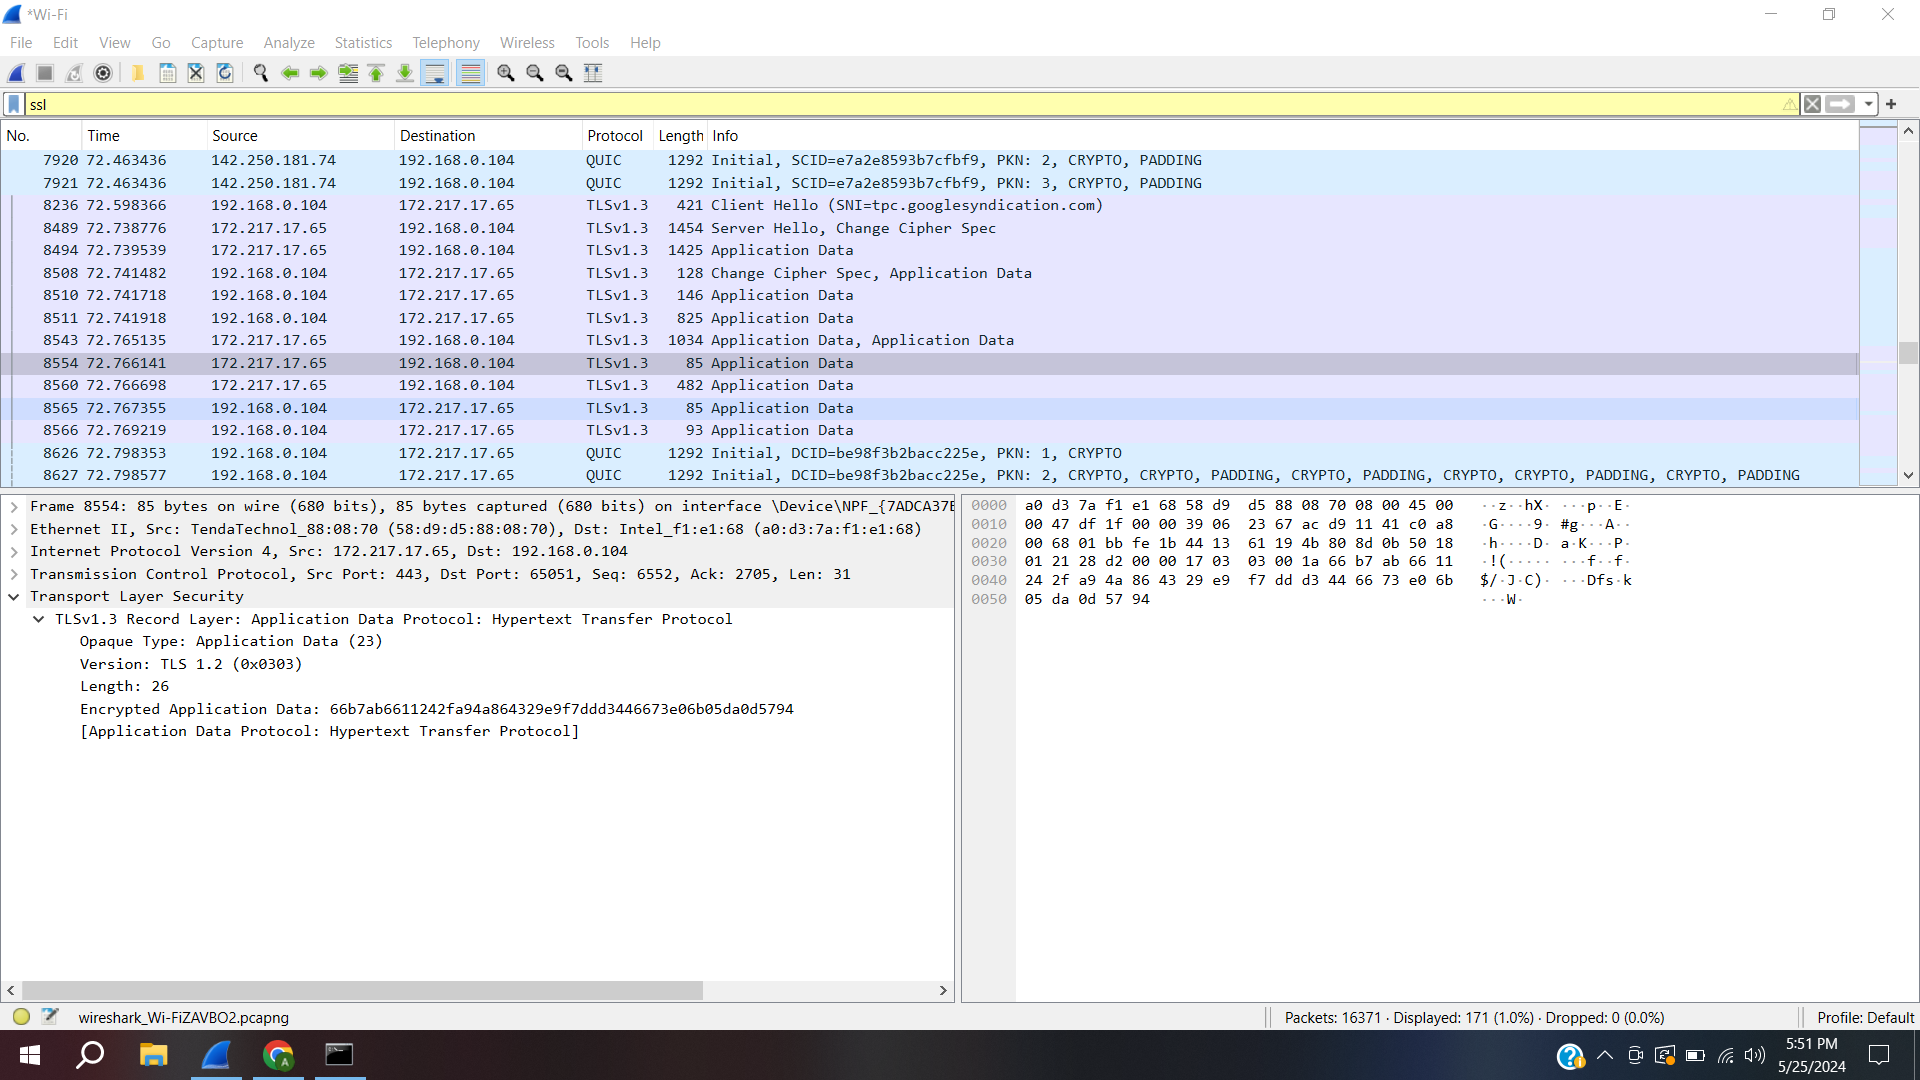 *Wi-Fi
File Edit View Go Capture Analyze Statistics Telephony Wireless Tools Help
ssl
No. Time Source Destination Protocol Length Info
7920 72.463436 142.250.181.74 192.168.0.104 QUIC 1292 Initial, SCID=e7a2e8593b7cfbf9, PKN: 2, CRYPTO, PADDING
7921 72.463436 142.250.181.74 192.168.0.104 QUIC 1292 Initial, SCID=e7a2e8593b7cfbf9, PKN: 3, CRYPTO, PADDING
8236 72.598366 192.168.0.104 172.217.17.65 TLSv1.3 421 Client Hello (SNI=tpc.googlesyndication.com)
8489 72.738776 172.217.17.65 192.168.0.104 TLSv1.3 1454 Server Hello, Change Cipher Spec
8494 72.739539 172.217.17.65 192.168.0.104 TLSv1.3 1425 Application Data
8508 72.741482 192.168.0.104 172.217.17.65 TLSv1.3 128 Change Cipher Spec, Application Data
8510 72.741718 192.168.0.104 172.217.17.65 TLSv1.3 146 Application Data
8511 72.741918 192.168.0.104 172.217.17.65 TLSv1.3 825 Application Data
8543 72.765135 172.217.17.65 192.168.0.104 TLSv1.3 1034 Application Data, Application Data
8554 72.766141 172.217.17.65 192.168.0.104 TLSv1.3 85 Application Data
8560 72.766698 172.217.17.65 192.168.0.104 TLSv1.3 482 Application Data
8565 72.767355 192.168.0.104 172.217.17.65 TLSv1.3 85 Application Data
8566 72.769219 192.168.0.104 172.217.17.65 TLSv1.3 93 Application Data
8626 72.798353 192.168.0.104 172.217.17.65 QUIC 1292 Initial, DCID=be98f3b2bacc225e, PKN: 1, CRYPTO
8627 72.798577 192.168.0.104 172.217.17.65 QUIC 1292 Initial, DCID=be98f3b2bacc225e, PKN: 2, CRYPTO, CRYPTO, PADDING, CRYPTO, PADDING, CRYPTO, CRYPTO, PADDING, CRYPTO, PADDING
Frame 8554: 85 bytes on wire (680 bits), 85 bytes captured (680 bits) on interface \Device\NPF_{7ADCA37E
Ethernet II, Src: TendaTechnol_88:08:70 (58:d9:d5:88:08:70), Dst: Intel_f1:e1:68 (a0:d3:7a:f1:e1:68)
Internet Protocol Version 4, Src: 172.217.17.65, Dst: 192.168.0.104
Transmission Control Protocol, Src Port: 443, Dst Port: 65051, Seq: 6552, Ack: 2705, Len: 31
Transport Layer Security
TLSv1.3 Record Layer: Application Data Protocol: Hypertext Transfer Protocol
Opaque Type: Application Data (23)
Version: TLS 1.2 (0x0303)
Length: 26
Encrypted Application Data: 66b7ab6611242fa94a864329e9f7ddd3446673e06b05da0d5794
[Application Data Protocol: Hypertext Transfer Protocol]
0000 a0 d3 7a f1 e1 68 58 d9 d5 88 08 70 08 00 45 00 ··z··hX· ···p··E·
0010 00 47 df 1f 00 00 39 06 23 67 ac d9 11 41 c0 a8 ·G····9· #g···A··
0020 00 68 01 bb fe 1b 44 13 61 19 4b 80 8d 0b 50 18 ·h····D· a·K···P·
0030 01 21 28 d2 00 00 17 03 03 00 1a 66 b7 ab 66 11 ·!(····· ···f··f·
0040 24 2f a9 4a 86 43 29 e9 f7 dd d3 44 66 73 e0 6b $/·J·C)· ···Dfs·k
0050 05 da 0d 57 94 ···W·
wireshark_Wi-FiZAVBO2.pcapng
Packets: 16371 · Displayed: 171 (1.0%) · Dropped: 0 (0.0%)
Profile: Default
5:51 PM
5/25/2024